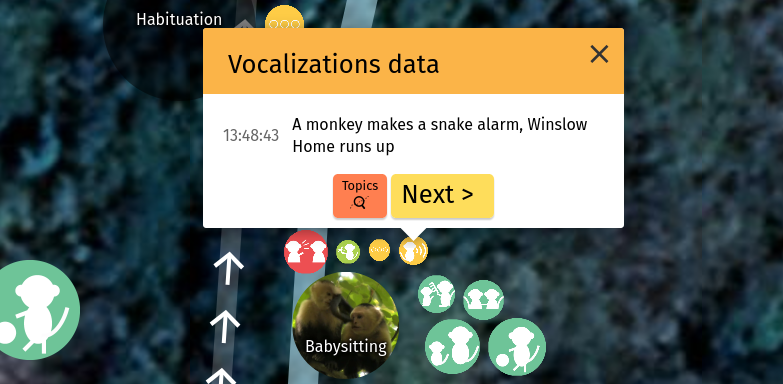 Habituation
Vocalizations data
13:48:43
A monkey makes a snake alarm, Winslow
Home runs up
Topics
Next >
Babysitting